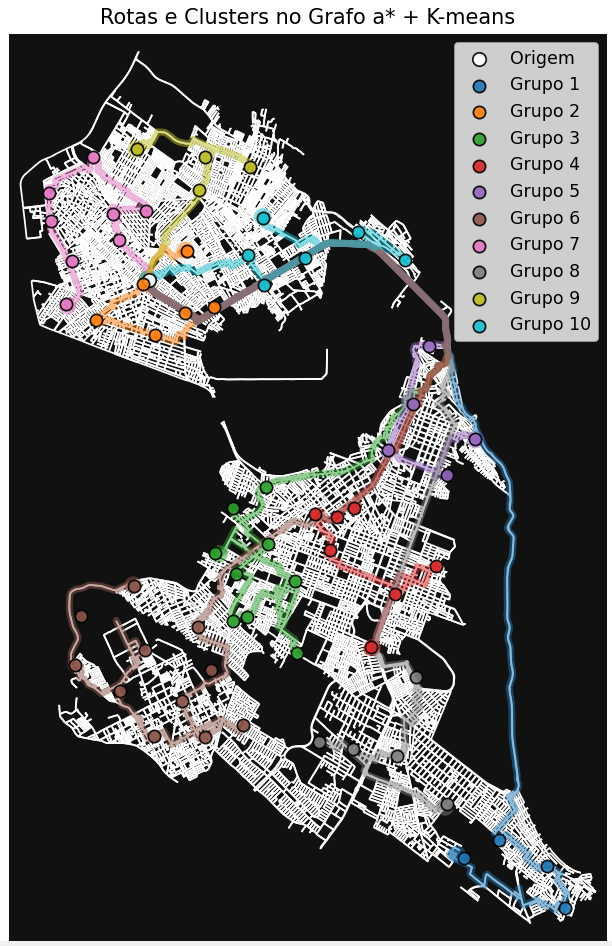 Rotas e Clusters no Grafo a* + K-means
Origem
Grupo 1
Grupo 2
Grupo 3
Grupo 4
Grupo 5
Grupo 6
Grupo 7
Grupo 8
Grupo 9
Grupo 10